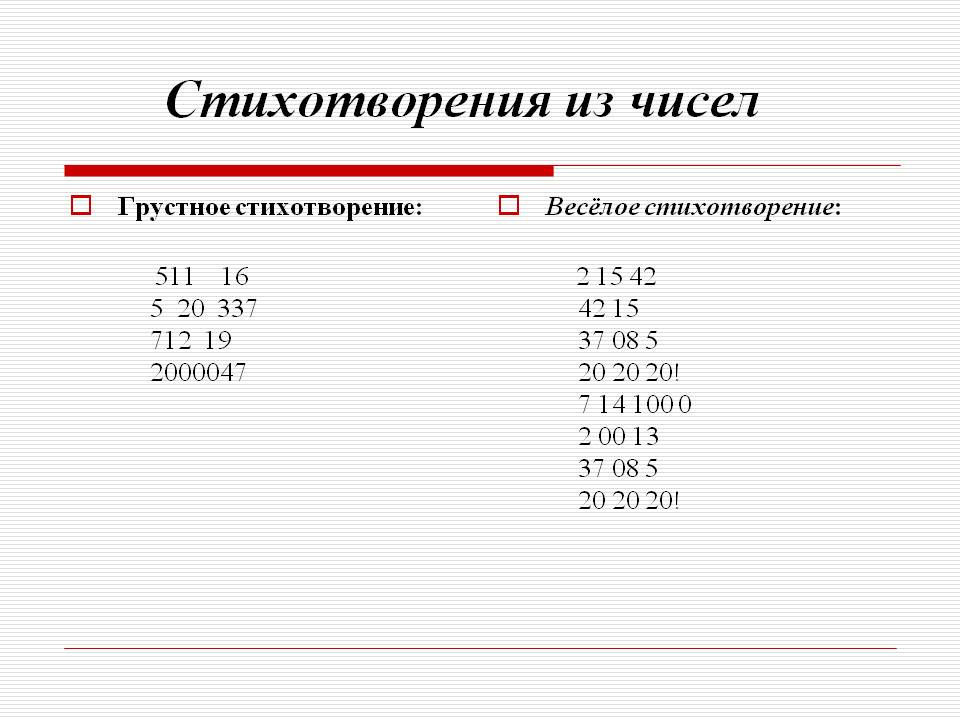 Стихотворения из чисел
Грустное стихотворение:
511 16
5 20 337
712 19
2000047
Весёлое стихотворение:
2 15 42
42 15
37 08 5
20 20 20!
7 14 100 0
2 00 13
37 08 5
20 20 20!